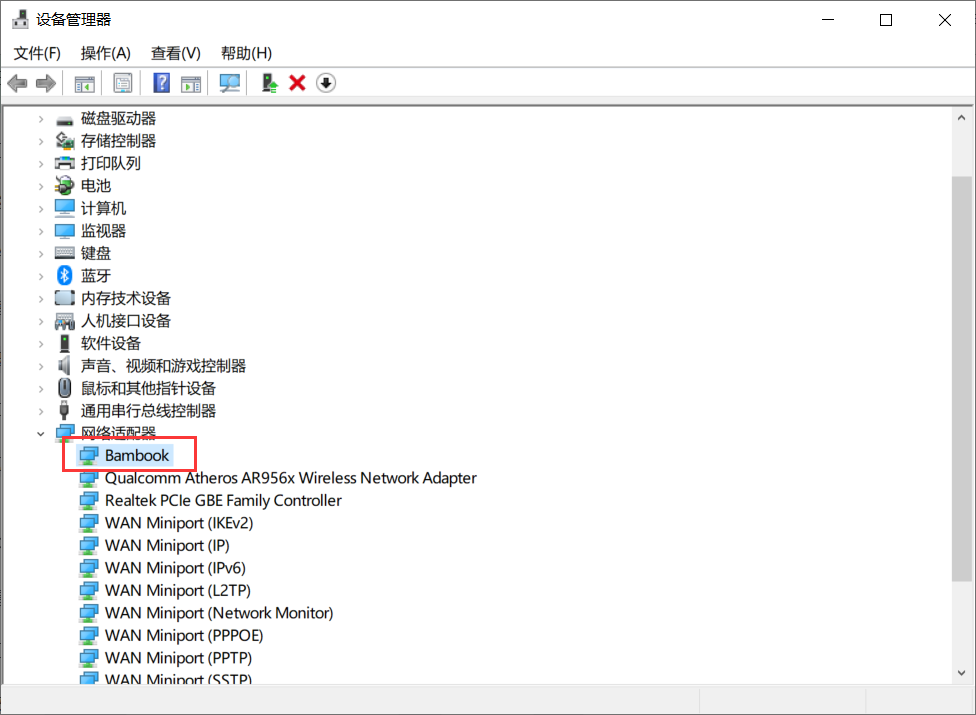 设备管理器
文件(F) 操作(A) 查看(V) 帮助(H)
磁盘驱动器
存储控制器
打印队列
电池
计算机
监视器
键盘
蓝牙
内存技术设备
人机接口设备
软件设备
声音、视频和游戏控制器
鼠标和其他指针设备
通用串行总线控制器
网络适配器
Bambook
Qualcomm Atheros AR956x Wireless Network Adapter
Realtek PCIe GBE Family Controller
WAN Miniport (IKEv2)
WAN Miniport (IP)
WAN Miniport (IPv6)
WAN Miniport (L2TP)
WAN Miniport (Network Monitor)
WAN Miniport (PPPOE)
WAN Miniport (PPTP)
WAN Miniport (SSTP)